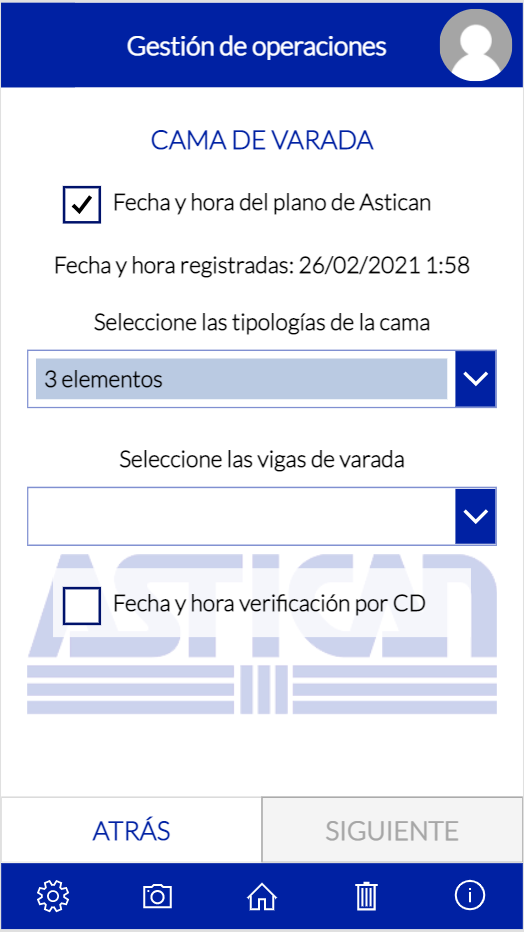 Gestión de operaciones
CAMA DE VARADA
Fecha y hora del plano de Astican
Fecha y hora registradas: 26/02/2021 1:58
Seleccione las tipologías de la cama
3 elementos
Seleccione las vigas de varada
ASTICAN
Fecha y hora verificación por CD
ATRÁS
SIGUIENTE